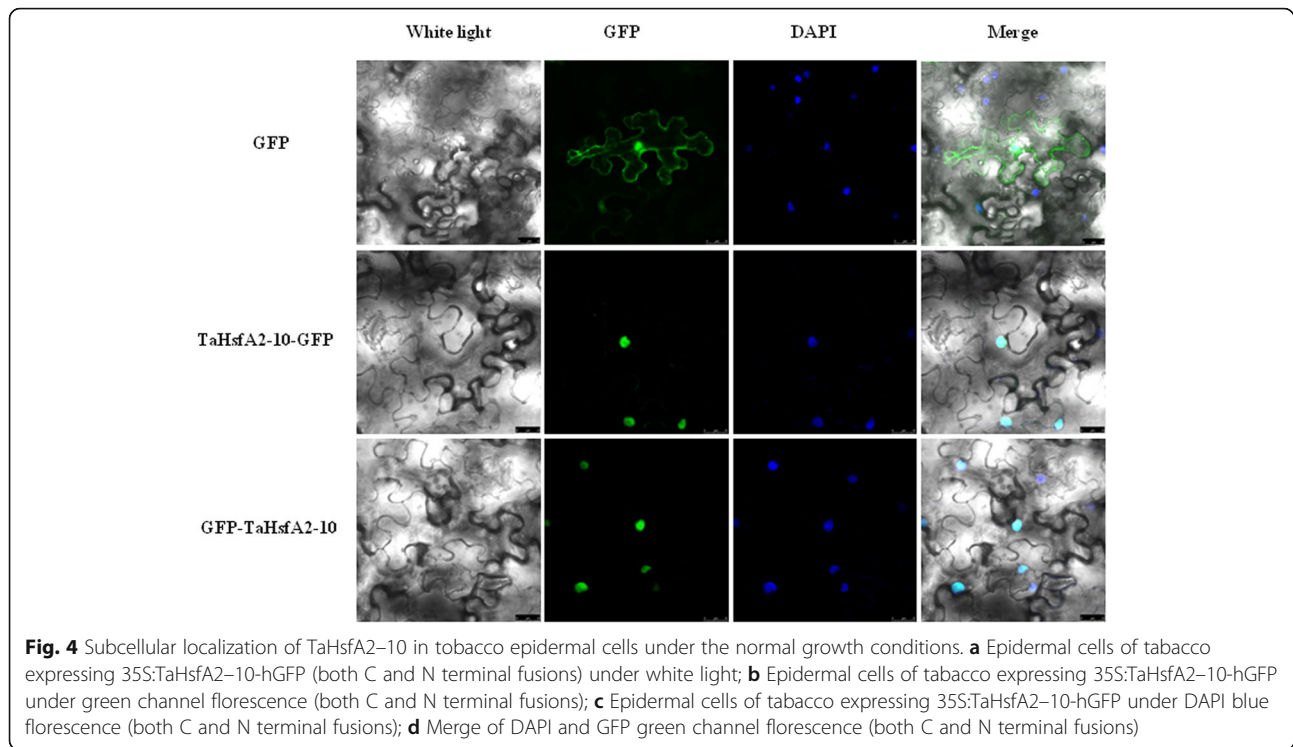 White light GFP DAPI Merge
GFP
TaHsfA2-10-GFP
GFP-TaHsfA2-10
Fig. 4 Subcellular localization of TaHsfA2–10 in tobacco epidermal cells under the normal growth conditions. a Epidermal cells of tabacco
expressing 35S:TaHsfA2–10-hGFP (both C and N terminal fusions) under white light; b Epidermal cells of tabacco expressing 35S:TaHsfA2–10-hGFP
under green channel florescence (both C and N terminal fusions); c Epidermal cells of tabacco expressing 35S:TaHsfA2–10-hGFP under DAPI blue
florescence (both C and N terminal fusions); d Merge of DAPI and GFP green channel florescence (both C and N terminal fusions)